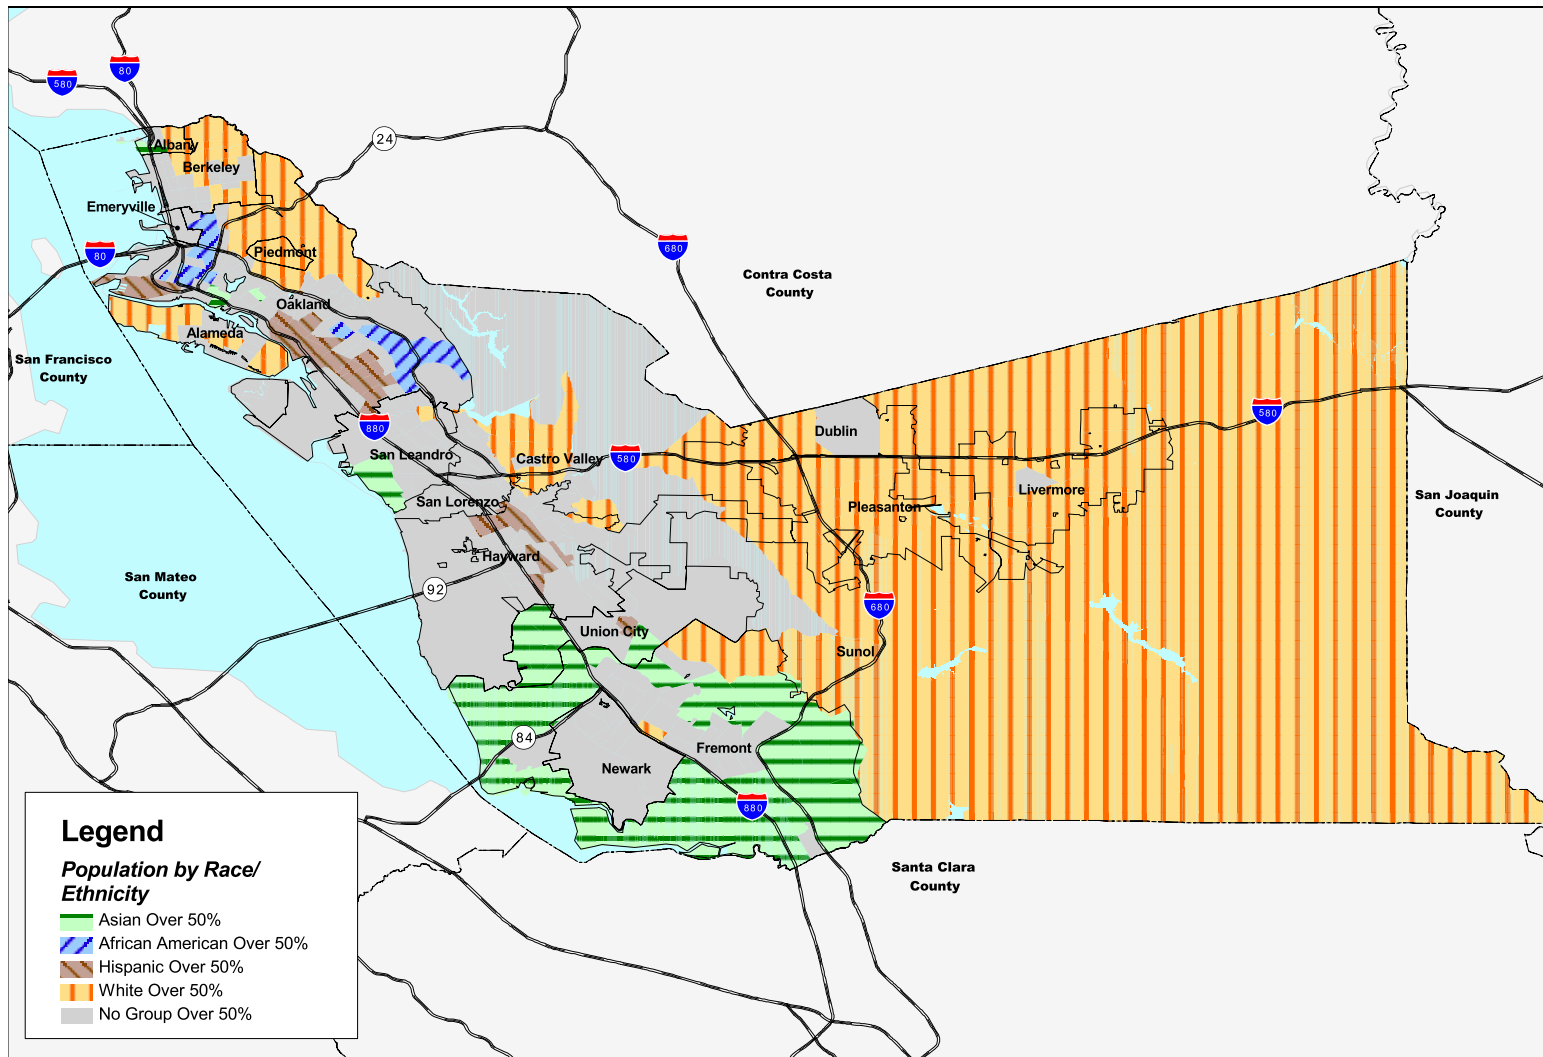 80
580
24
Albany
Berkeley
Emeryville
80
Piedmont
680
Contra Costa
County
Oakland
Alameda
San Francisco
County
580
880
Dublin
San Leandro
Castro Valley
580
Livermore
San Joaquin
County
San Lorenzo
Pleasanton
Hayward
San Mateo
County
92
680
Union City
Sunol
84
Fremont
Newark
880
Santa Clara
County
Legend
Population by Race/
Ethnicity
Asian Over 50%
African American Over 50%
Hispanic Over 50%
White Over 50%
No Group Over 50%